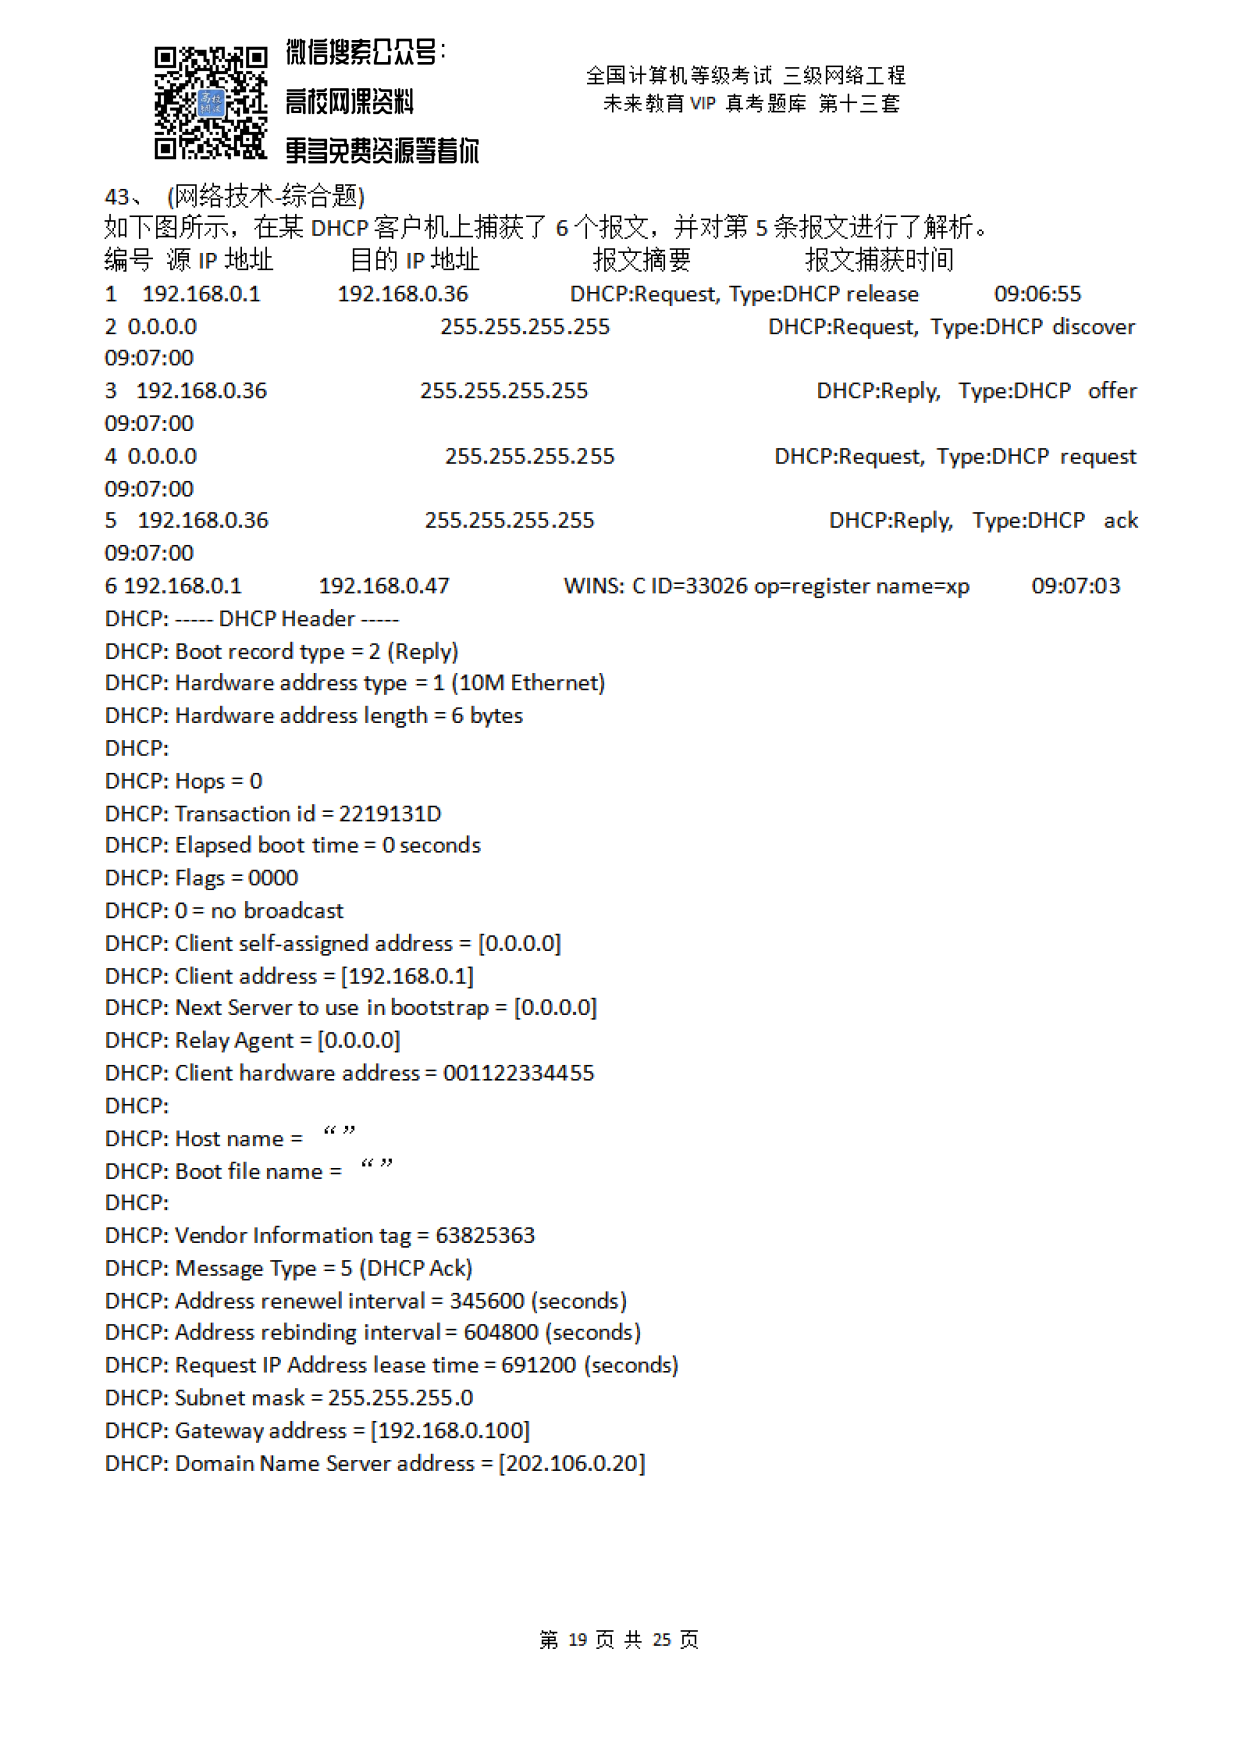 微信搜索公众号：
高校网课资料
更多免费资源等着你
高校
网课
全国计算机等级考试 三级网络工程
未来教育 VIP 真考题库 第十三套
43、 (网络技术-综合题)
如下图所示，在某 DHCP 客户机上捕获了 6 个报文，并对第 5 条报文进行了解析。
编号 源 IP 地址 目的 IP 地址 报文摘要 报文捕获时间
1 192.168.0.1 192.168.0.36 DHCP:Request, Type:DHCP release 09:06:55
2 0.0.0.0 255.255.255.255 DHCP:Request, Type:DHCP discover
09:07:00
3 192.168.0.36 255.255.255.255 DHCP:Reply, Type:DHCP offer
09:07:00
4 0.0.0.0 255.255.255.255 DHCP:Request, Type:DHCP request
09:07:00
5 192.168.0.36 255.255.255.255 DHCP:Reply, Type:DHCP ack
09:07:00
6 192.168.0.1 192.168.0.47 WINS: C ID=33026 op=register name=xp 09:07:03
DHCP: ----- DHCP Header -----
DHCP: Boot record type = 2 (Reply)
DHCP: Hardware address type = 1 (10M Ethernet)
DHCP: Hardware address length = 6 bytes
DHCP:
DHCP: Hops = 0
DHCP: Transaction id = 2219131D
DHCP: Elapsed boot time = 0 seconds
DHCP: Flags = 0000
DHCP: 0 = no broadcast
DHCP: Client self-assigned address = [0.0.0.0]
DHCP: Client address = [192.168.0.1]
DHCP: Next Server to use in bootstrap = [0.0.0.0]
DHCP: Relay Agent = [0.0.0.0]
DHCP: Client hardware address = 001122334455
DHCP:
DHCP: Host name = “”
DHCP: Boot file name = “”
DHCP:
DHCP: Vendor Information tag = 63825363
DHCP: Message Type = 5 (DHCP Ack)
DHCP: Address renewel interval = 345600 (seconds)
DHCP: Address rebinding interval = 604800 (seconds)
DHCP: Request IP Address lease time = 691200 (seconds)
DHCP: Subnet mask = 255.255.255.0
DHCP: Gateway address = [192.168.0.100]
DHCP: Domain Name Server address = [202.106.0.20]
第 19 页 共 25 页